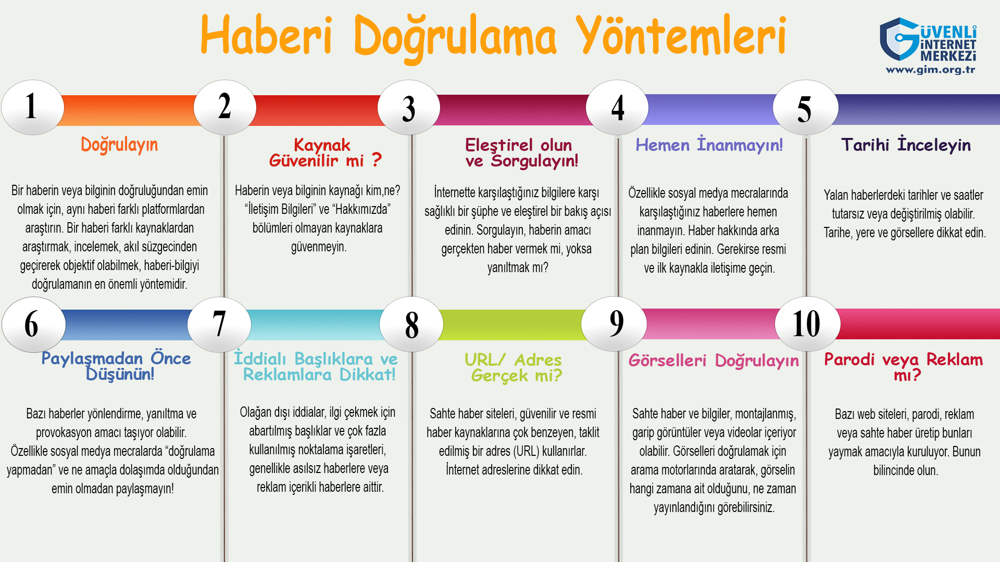 Haberi Doğrulama Yöntemleri
GÜVENLİ
İNTERNET
MERKEZİ
www.gim.org.tr
1
Doğrulayın
Bir haberin veya bilginin doğruluğundan emin
olmak için, aynı haberi farklı platformlardan
araştırın. Bir haberi farklı kaynaklardan
araştırmak, incelemek, akıl süzgecinden
geçirerek objektif olabilmek, haberi-bilgiyi
doğrulamanın en önemli yöntemidir.
2
Kaynak
Güvenilir mi ?
Haberin veya bilginin kaynağı kim,ne?
“İletişim Bilgileri” ve “Hakkımızda”
bölümleri olmayan kaynaklara
güvenmeyin.
3
Eleştirel olun
ve Sorgulayın!
İnternette karşılaştığınız bilgilere karşı
sağlıklı bir şüphe ve eleştirel bir bakış açısı
edinin. Sorgulayın, haberin amacı
gerçekten haber vermek mi, yoksa
yanıltmak mı?
4
Hemen İnanmayın!
Özellikle sosyal medya mecralarında
karşılaştığınız haberlere hemen
inanmayın. Haber hakkında arka
plan bilgileri edinin. Gerekirse resmi
ve ilk kaynakla iletişime geçin.
5
Tarihi İnceleyin
Yalan haberlerdeki tarihler ve saatler
tutarsız veya değiştirilmiş olabilir.
Tarihe, yere ve görsellere dikkat edin.
6
Paylaşmadan Önce
Düşünün!
Bazı haberler yönlendirme, yanıltma ve
provokasyon amacı taşıyor olabilir.
Özellikle sosyal medya mecralarda “doğrulama
yapmadan” ve ne amaçla dolaşımda olduğundan
emin olmadan paylaşmayın!
7
İddialı Başlıklara ve
Reklamlara Dikkat!
Olağan dışı iddialar, ilgi çekmek için
abartılmış başlıklar ve çok fazla
kullanılmış noktalama işaretleri,
genellikle asılsız haberlere veya
reklam içerikli haberlere aittir.
8
URL/ Adres
Gerçek mi?
Sahte haber siteleri, güvenilir ve resmi
haber kaynaklarına çok benzeyen, taklit
edilmiş bir adres (URL) kullanırlar.
İnternet adreslerine dikkat edin.
9
Görselleri Doğrulayın
Sahte haber ve bilgiler, montajlanmış,
garip görüntüler veya videolar içeriyor
olabilir. Görselleri doğrulamak için
arama motorlarında aratarak, görselin
hangi zamana ait olduğunu, ne zaman
yayınlandığını görebilirsiniz.
10
Parodi veya Reklam
mı?
Bazı web siteleri, parodi, reklam
veya sahte haber üretip bunları
yaymak amacıyla kuruluyor. Bunun
bilincinde olun.